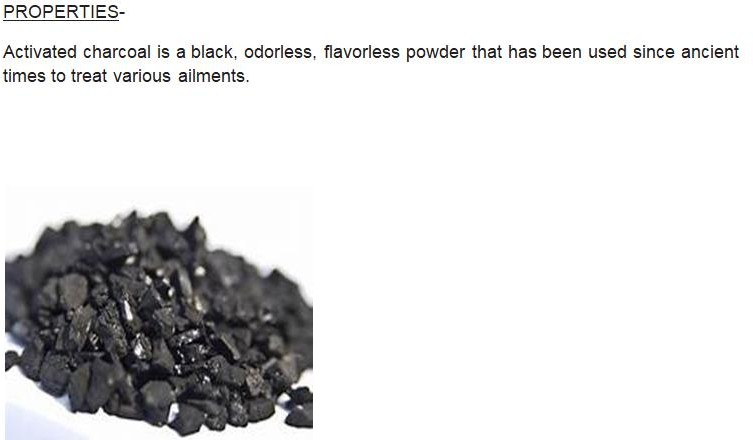 PROPERTIES-
Activated charcoal is a black, odorless, flavorless powder that has been used since ancient
times to treat various ailments.